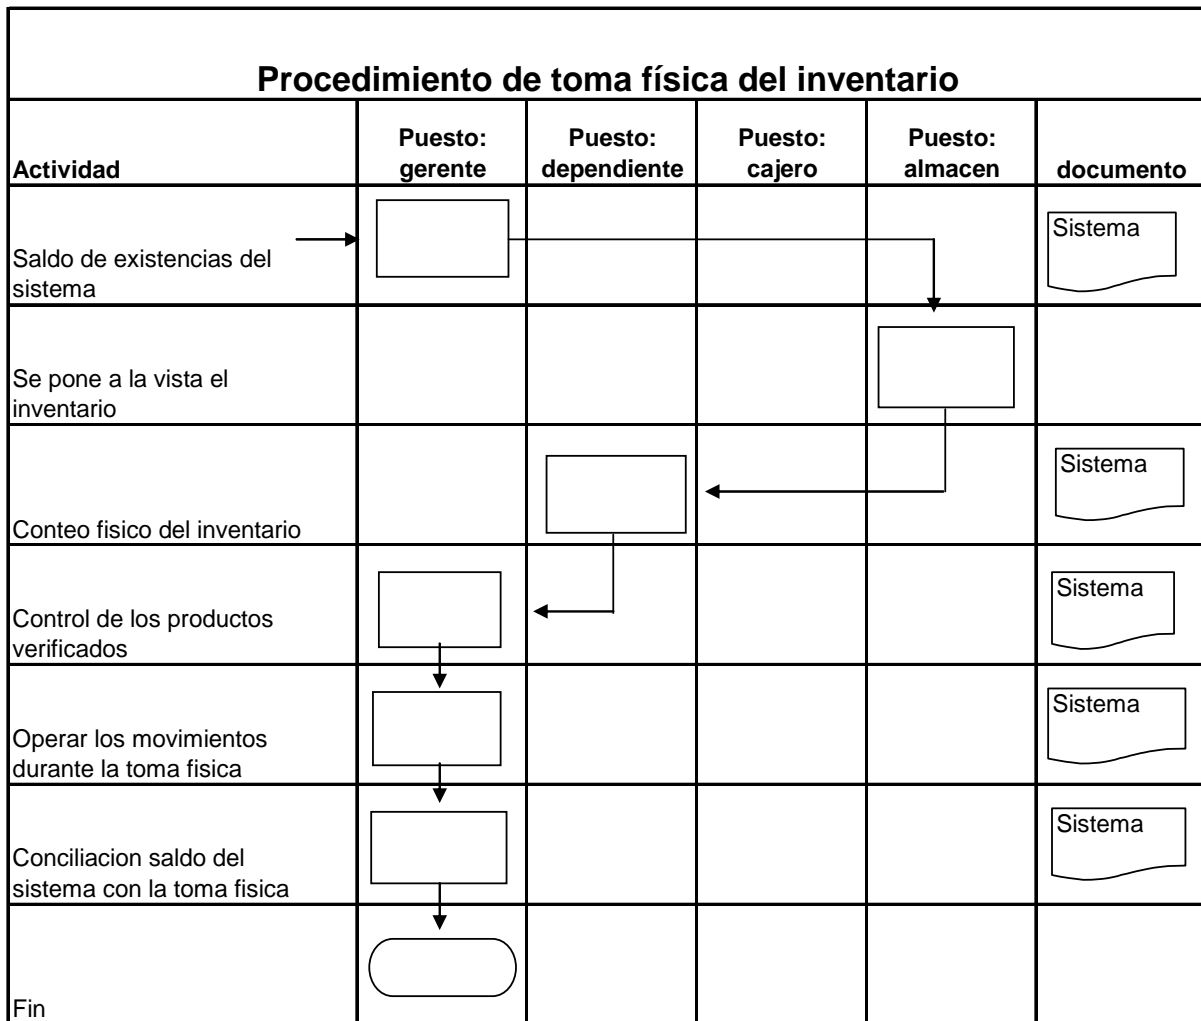 Procedimiento de toma física del inventario
Actividad
Puesto:
gerente
Puesto:
dependiente
Puesto:
cajero
Puesto:
almacen
documento
Saldo de existencias del
sistema
Sistema
Se pone a la vista el
inventario
Conteo fisico del inventario
Sistema
Control de los productos
verificados
Sistema
Operar los movimientos
durante la toma fisica
Sistema
Conciliacion saldo del
sistema con la toma fisica
Sistema
Fin